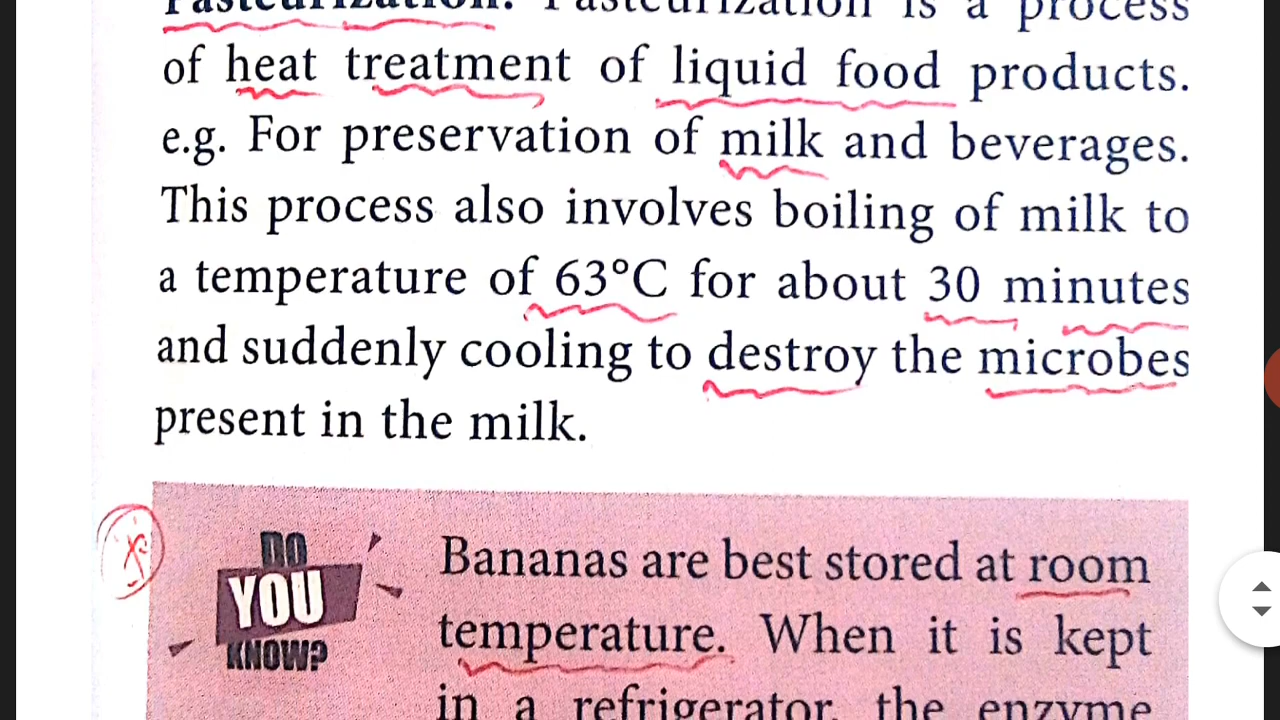 Pasteurization: Pasteurization is a process
of heat treatment of liquid food products.
e.g. For preservation of milk and beverages.
This process also involves boiling of milk to
a temperature of 63°C for about 30 minutes
and suddenly cooling to destroy the microbes
present in the milk.
DO
YOU
KNOW?
Bananas are best stored at room
temperature. When it is kept
in a refrigerator, the enzyme